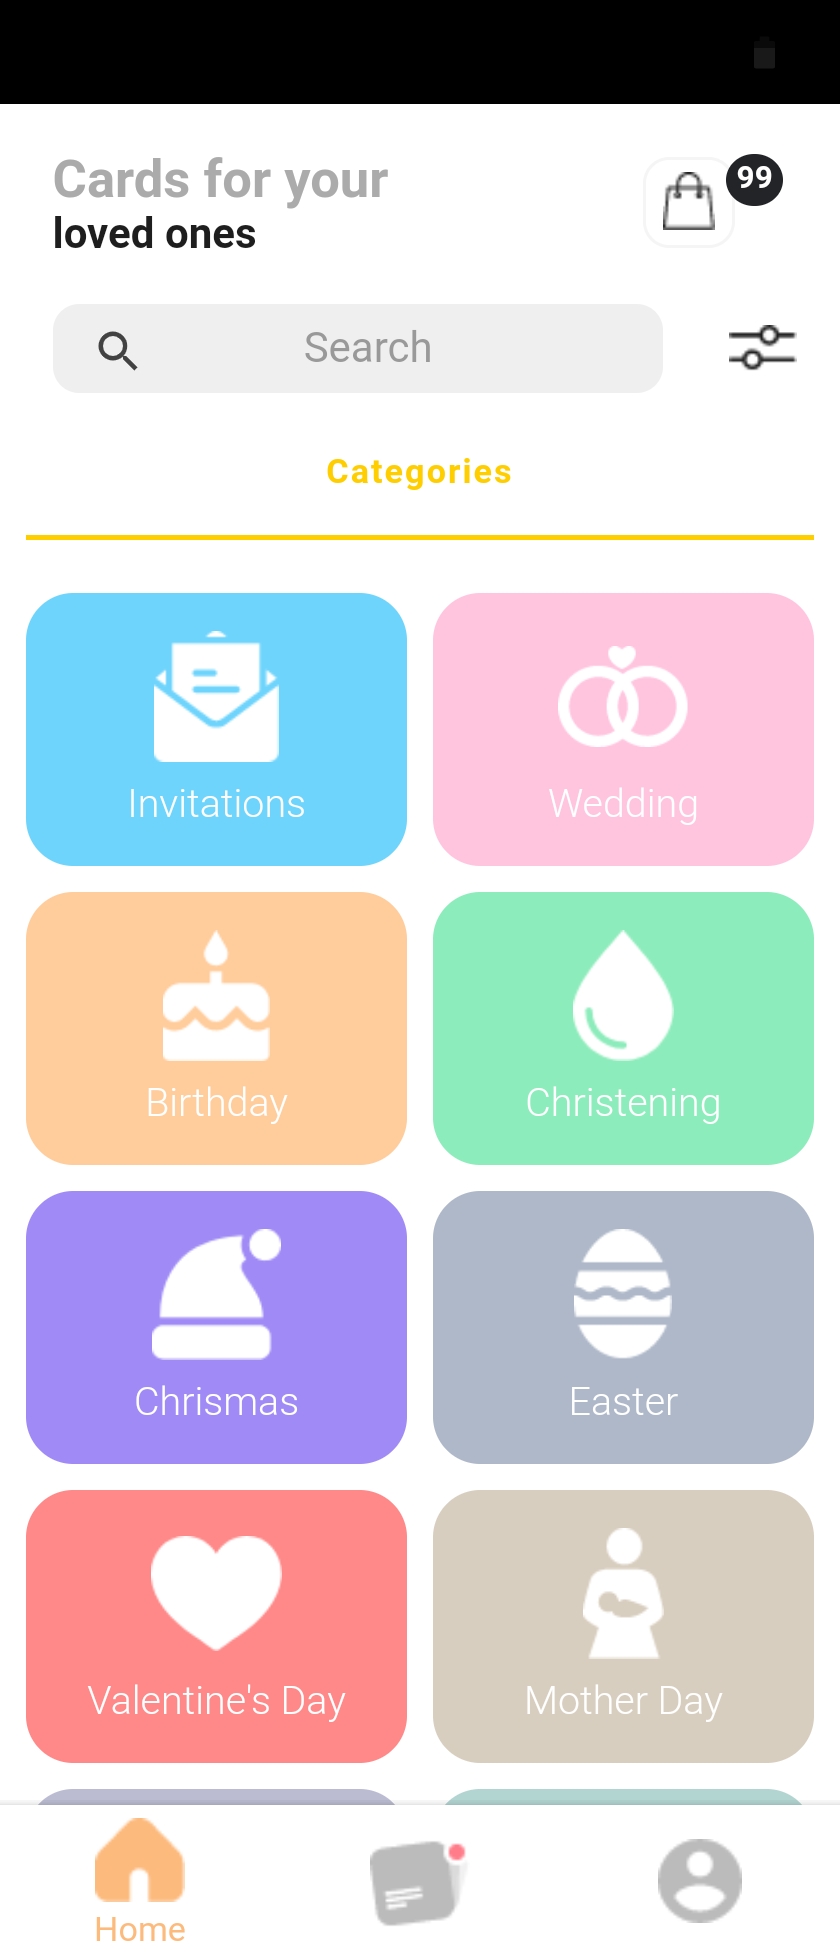 Cards for your
loved ones
99
Search
Categories
Invitations
Wedding
Birthday
Christening
Chrismas
Easter
Valentine's Day
Mother Day
Home